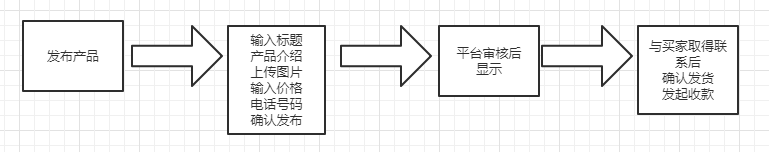 发布产品
输入标题
产品介绍
上传图片
输入价格
电话号码
确认发布
平台审核后
显示
与买家取得联
系后
确认发货
发起收款